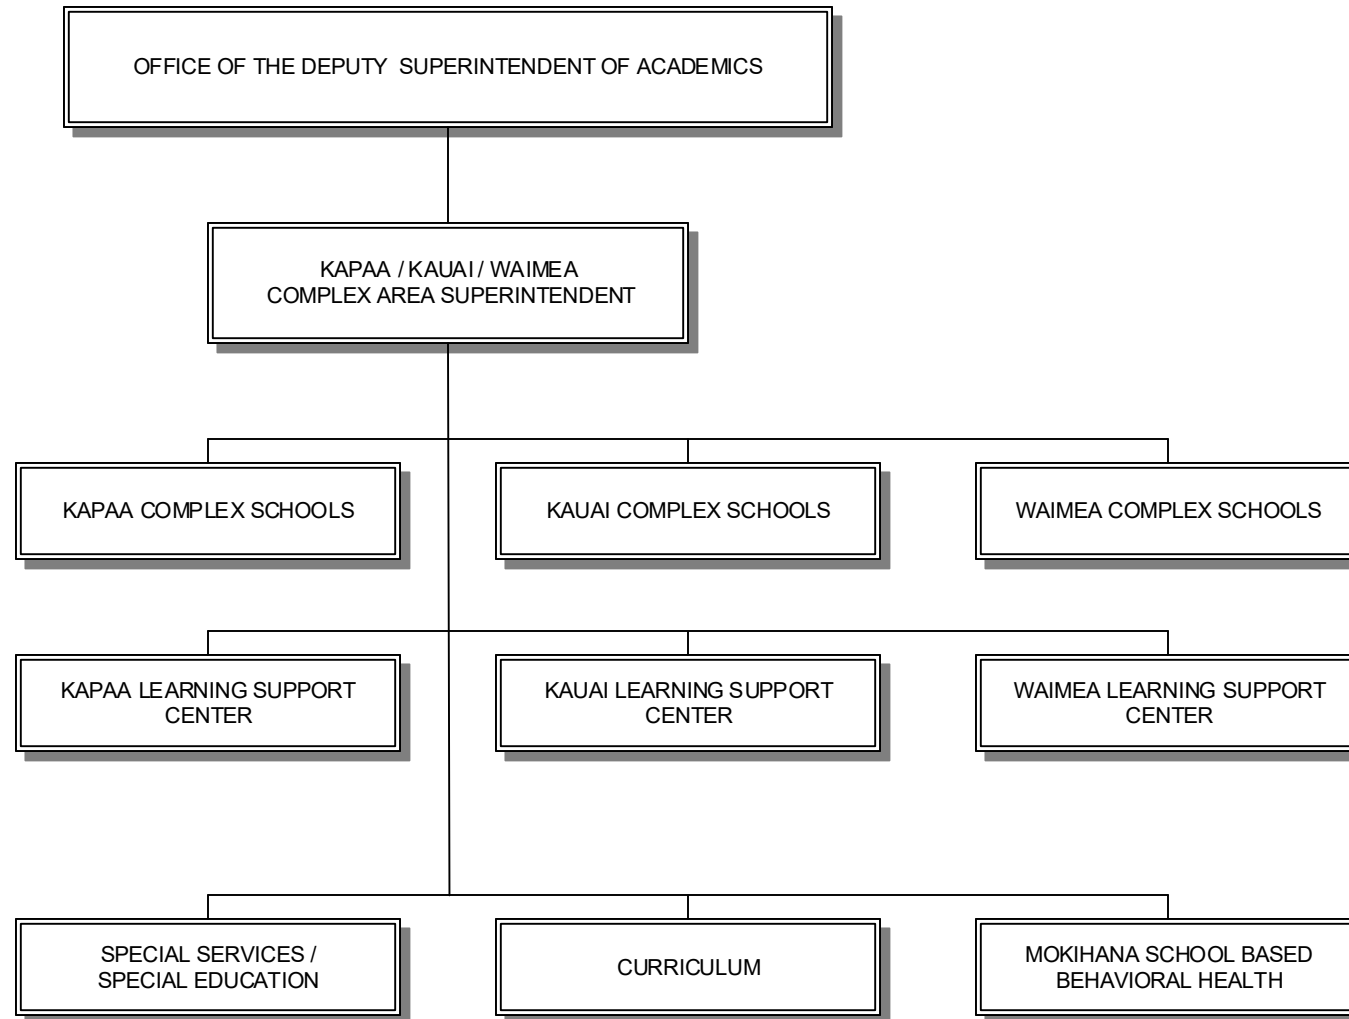 OFFICE OF THE DEPUTY SUPERINTENDENT OF ACADEMICS
KAPAA / KAUAI / WAIMEA
COMPLEX AREA SUPERINTENDENT
KAPAA COMPLEX SCHOOLS
KAUAI COMPLEX SCHOOLS
WAIMEA COMPLEX SCHOOLS
KAPAA LEARNING SUPPORT
CENTER
KAUAI LEARNING SUPPORT
CENTER
WAIMEA LEARNING SUPPORT
CENTER
SPECIAL SERVICES /
SPECIAL EDUCATION
CURRICULUM
MOKIHANA SCHOOL BASED
BEHAVIORAL HEALTH